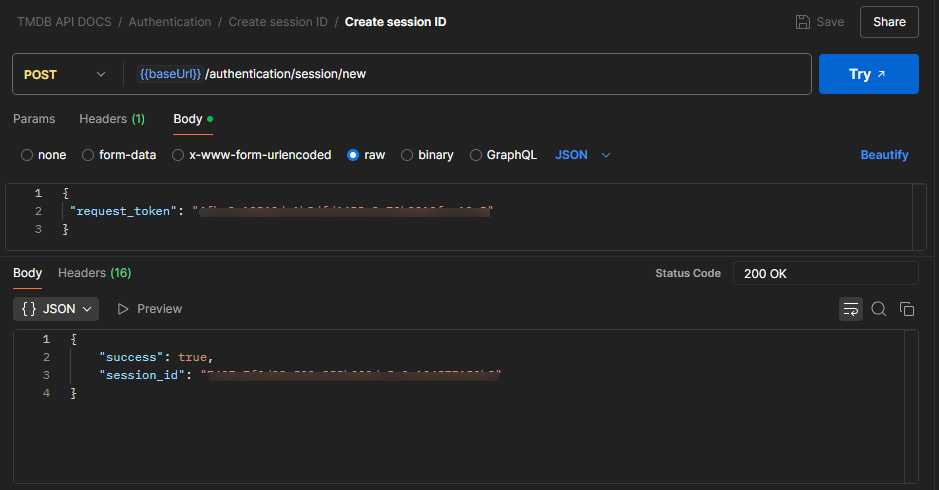 TMDB API DOCS / Authentication / Create session ID / Create session ID
Save
Share
POST
{{baseUrl}}/authentication/session/new
Try ↗
Params Headers (1) Body
none form-data x-www-form-urlencoded raw binary GraphQL JSON Beautify
1 {
2 "request_token": "
3 }
Body Headers (16) Status Code 200 OK
{} JSON Preview
1 {
2 "success": true,
3 "session_id": "
4 }